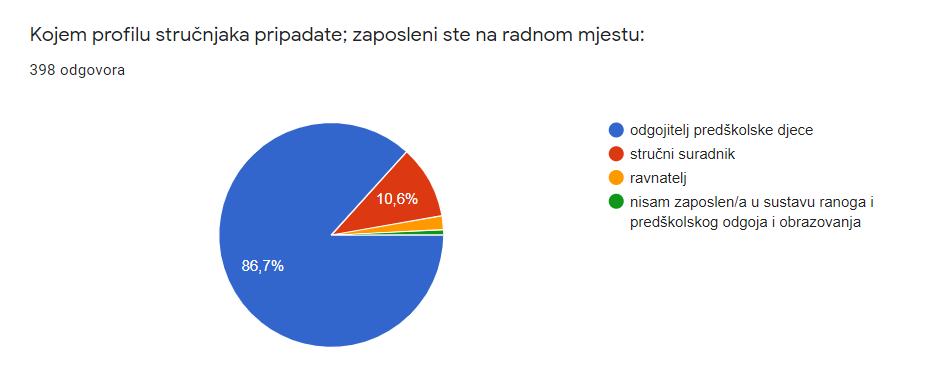 Kojem profilu stručnjaka pripadate; zaposleni ste na radnom mjestu:
398 odgovora
odgojitelj predškolske djece
stručni suradnik
ravnatelj
nisam zaposlen/a u sustavu ranoga i
predškolskog odgoja i obrazovanja
10,6%
86,7%